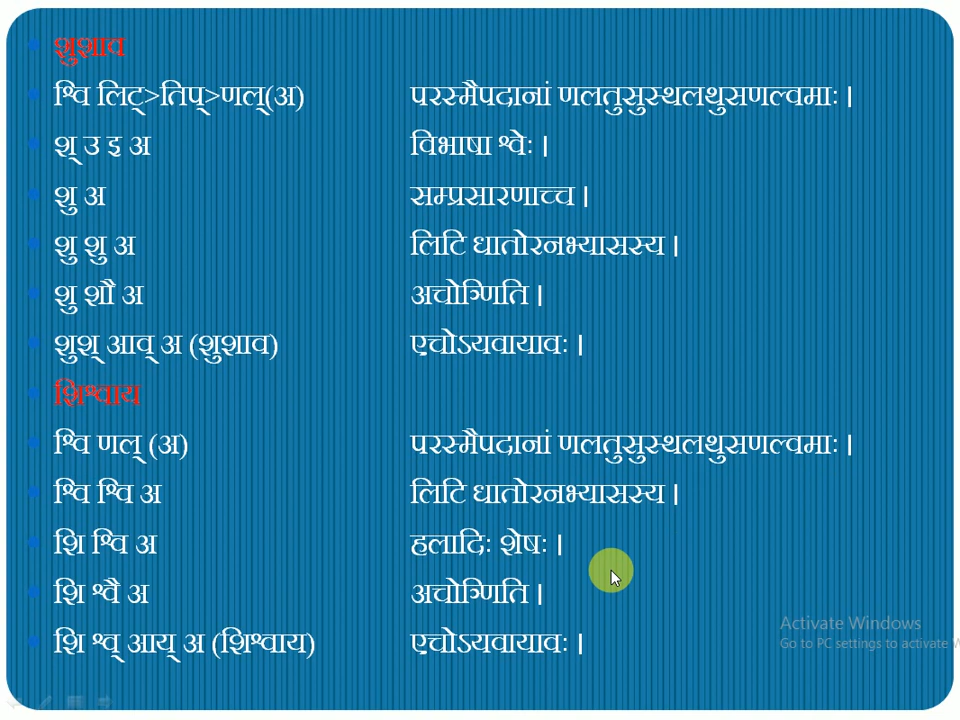 शुशाव
श्वि लिट्>तिप्>णल्(अ) परस्मैपदानां णलतुसुस्थलथुसणल्वमाः।
श् उ इ अ विभाषा श्वेः।
शु अ सम्प्रसारणाच्च।
शु शु अ लिटि धातोरनभ्यासस्य।
शु शौ अ अचोञ्णिति।
शुश् आव् अ (शुशाव) एचोऽयवायावः।
शिश्वाय
श्वि णल् (अ) परस्मैपदानां णलतुसुस्थलथुसणल्वमाः।
श्वि श्वि अ लिटि धातोरनभ्यासस्य।
शि श्वि अ हलादिः शेषः।
शि श्वै अ अचोञ्णिति।
शि श्व् आय् अ (शिश्वाय) एचोऽयवायावः।
Activate Windows
Go to PC settings to activate W